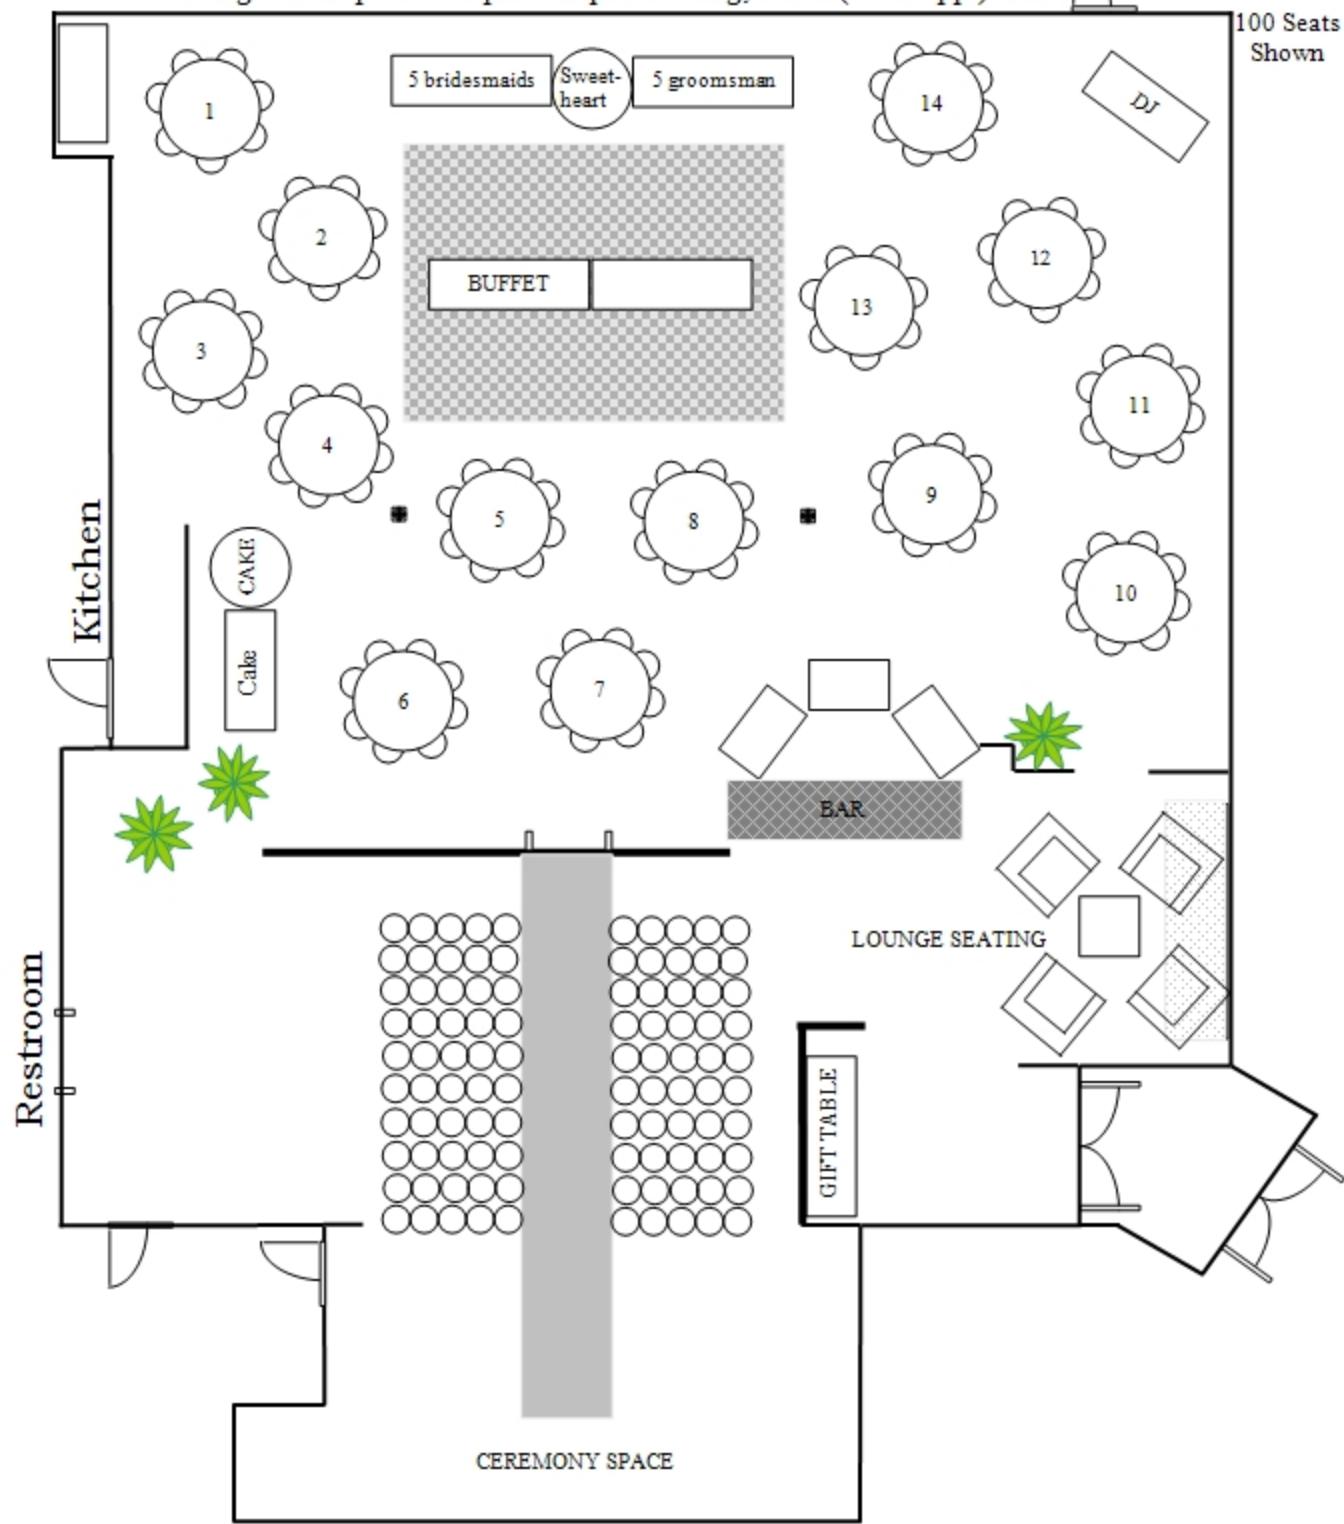 100 Seats
Shown
5 bridesmaids
Sweet-
heart
5 groomsman
1
14
DJ
2
12
BUFFET
13
3
11
4
9
5
8
Kitchen
CAKE
10
Cake
6
7
BAR
LOUNGE SEATING
Restroom
GIFT TABLE
CEREMONY SPACE